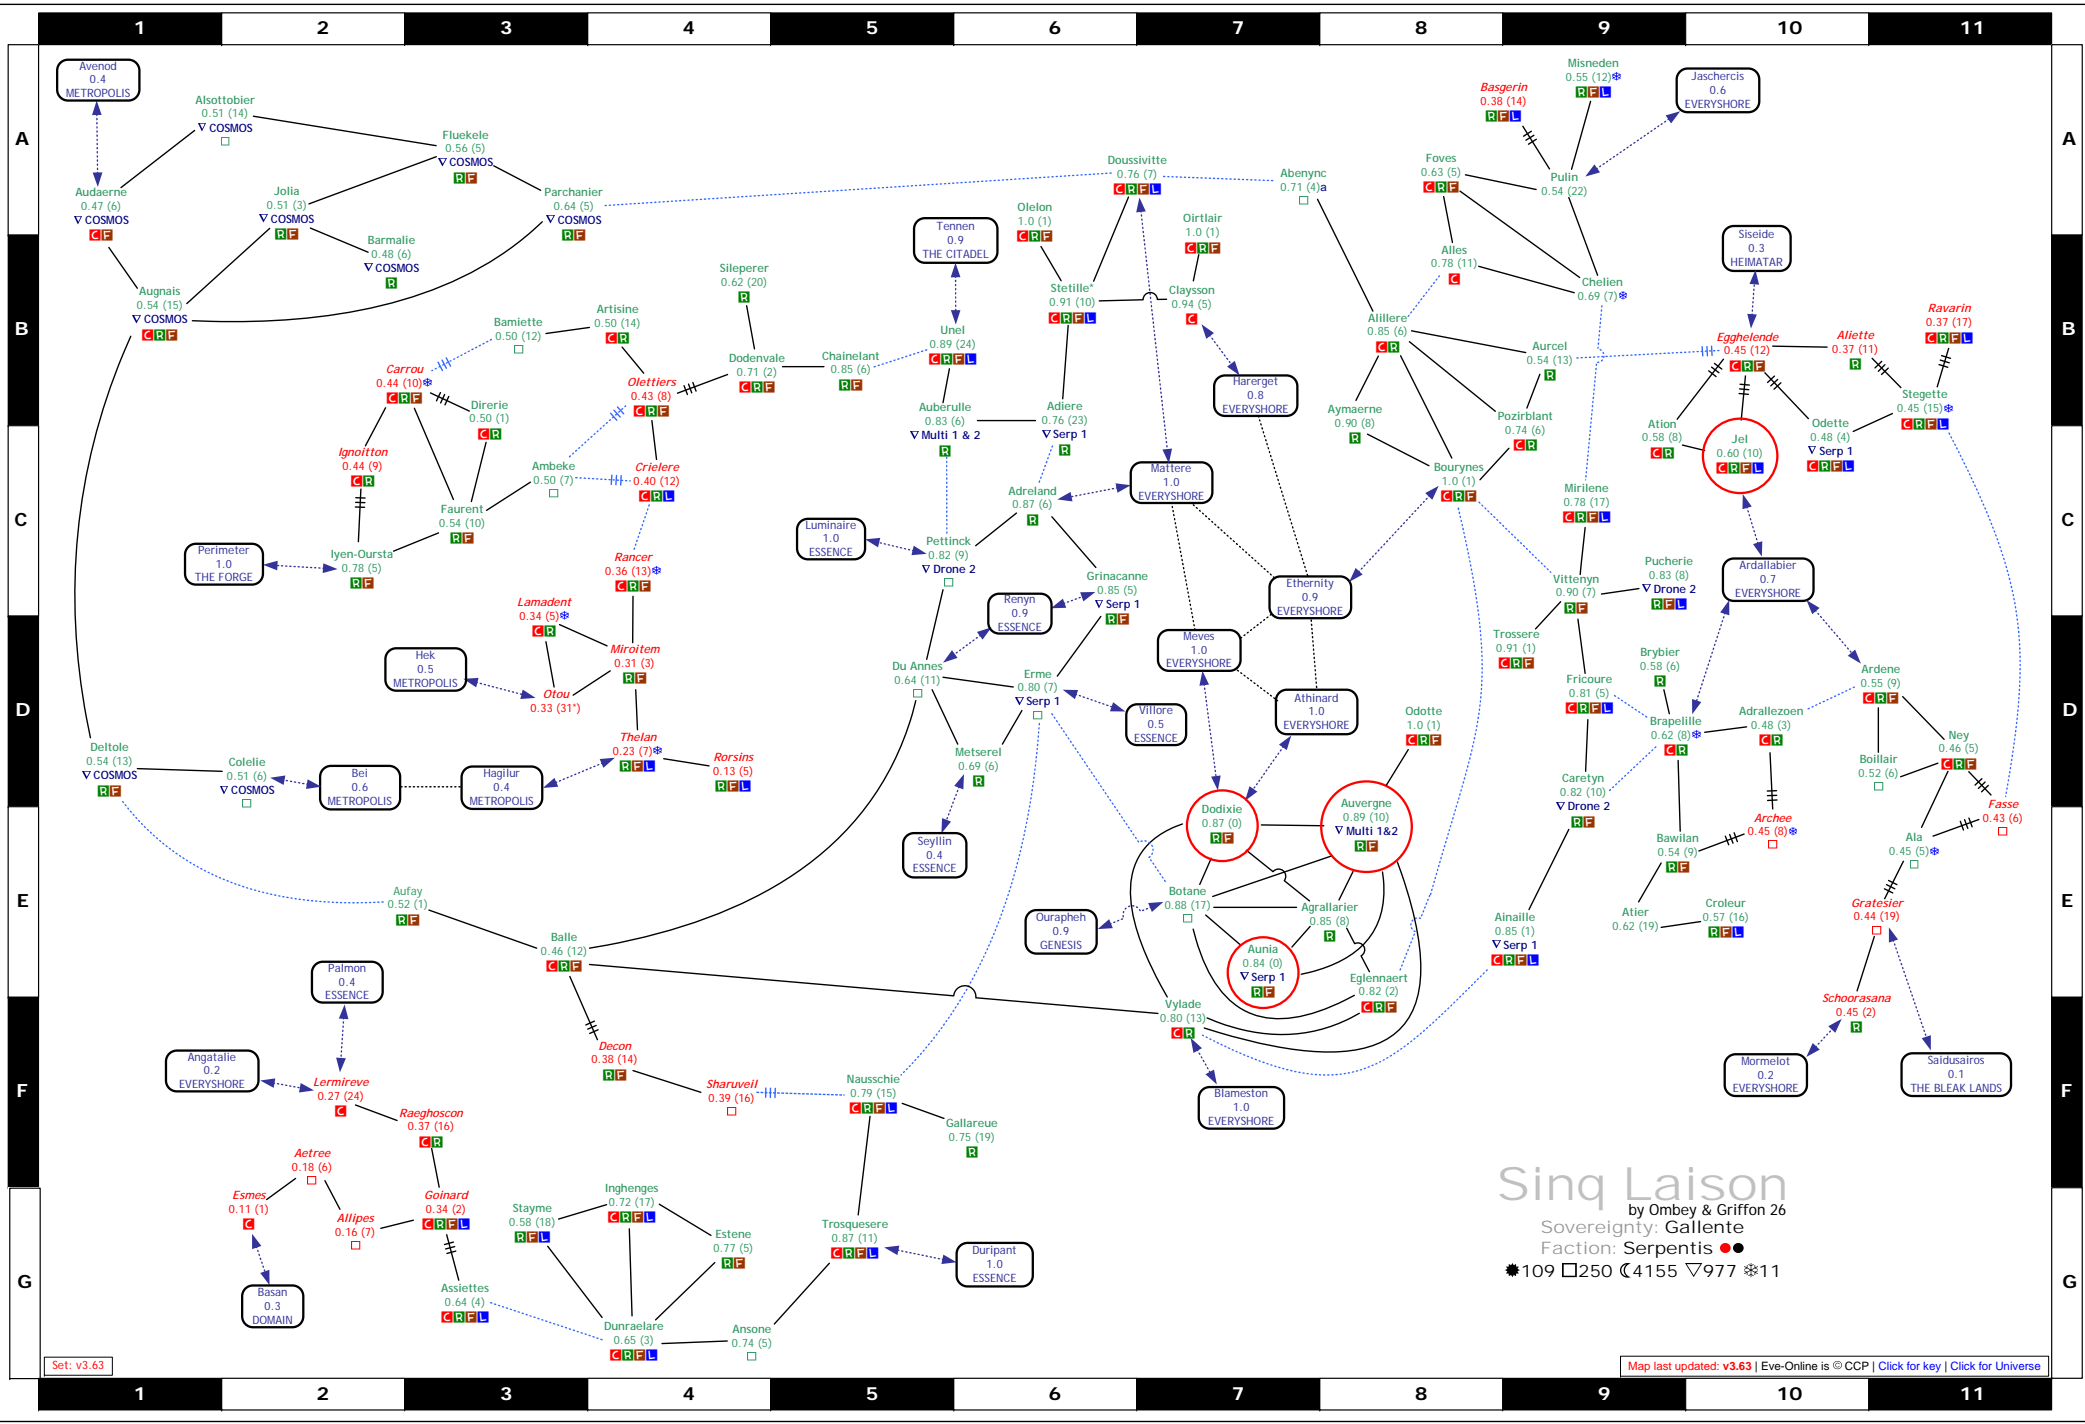 1 2 3 4 5 6 7 8 9 10 11
A
Avenod
0.4
METROPOLIS
Alsottobier
0.51 (14)
∇ COSMOS
Fluekele
0.56 (5)
∇ COSMOS
R F
Audaerne
0.47 (6)
∇ COSMOS
C F
Jolia
0.51 (3)
∇ COSMOS
R F
Parchanier
0.64 (5)
∇ COSMOS
R F
Doussivitte
0.76 (7)
C R F L
Abenync
0.71 (4)a
Foves
0.63 (5)
C R F
Basgerin
0.38 (14)
R F L
Misneden
0.55 (12)❄
R F L
Jaschercis
0.6
EVERYSHORE
Pulin
0.54 (22)
A
B
Barmalie
0.48 (6)
∇ COSMOS
R
Augnais
0.54 (15)
∇ COSMOS
C R F
Olelon
1.0 (1)
C R F
Oirtlair
1.0 (1)
C R F
Tennen
0.9
THE CITADEL
Alles
0.78 (11)
C
Siseide
0.3
HEIMATAR
Sileperer
0.62 (20)
R
Stetille*
0.91 (10)
C R F L
Claysson
0.94 (5)
C
Chelien
0.69 (7)❄
Bamiette
0.50 (12)
Artisine
0.50 (14)
C R
Unel
0.89 (24)
C R F L
Alillere
0.85 (6)
C R
Aurcel
0.54 (13)
R
Egghelende
0.45 (12)
C R F
Aliette
0.37 (11)
R
Ravarin
0.37 (17)
C R F L
Carrou
0.44 (10)❄
C R F
Direrie
0.50 (1)
C R
Olettiers
0.43 (8)
C R F
Dodenvale
0.71 (2)
C R F
Chainelant
0.85 (6)
R F
Harerget
0.8
EVERYSHORE
Auberulle
0.83 (6)
∇ Multi 1 & 2
R
Adiere
0.76 (23)
∇ Serp 1
R
Aymaerne
0.90 (8)
R
Pozirblant
0.74 (6)
C R
Stegette
0.45 (15)❄
C R F L
B
C
Ignoitton
0.44 (9)
C R
Ambeke
0.50 (7)
Crielere
0.40 (12)
C R L
Ation
0.58 (8)
C R
Jel
0.60 (10)
C R F L
Odette
0.48 (4)
∇ Serp 1
C R F L
Mattere
1.0
EVERYSHORE
Bourynes
1.0 (1)
C R F
Adreland
0.87 (6)
R
Mirilene
0.78 (17)
C R F L
Faurent
0.54 (10)
R F
Perimeter
1.0
THE FORGE
Iyen-Oursta
0.78 (5)
R F
Luminaire
1.0
ESSENCE
Pettinck
0.82 (9)
∇ Drone 2
Rancer
0.36 (13)❄
C R F
Grinacanne
0.85 (5)
∇ Serp 1
R F
Renyn
0.9
ESSENCE
Ethernity
0.9
EVERYSHORE
Vittenyn
0.90 (7)
R F
Pucherie
0.83 (8)
∇ Drone 2
R F L
Ardallabier
0.7
EVERYSHORE
C
D
Lamadent
0.34 (5)❄
C R
Hek
0.5
METROPOLIS
Otou
0.33 (31*)
Miroitem
0.31 (3)
R F
Du Annes
0.64 (11)
Erme
0.80 (7)
∇ Serp 1
Villore
0.5
ESSENCE
Meves
1.0
EVERYSHORE
Athinard
1.0
EVERYSHORE
Trossere
0.91 (1)
C R F
Fricoure
0.81 (5)
C R F L
Brybier
0.58 (6)
R
Brapelille
0.62 (8)❄
C R
Adrallezoen
0.48 (3)
C R
Ardene
0.55 (9)
C R F
Odotte
1.0 (1)
C R F
Deltole
0.54 (13)
∇ COSMOS
R F
Colelie
0.51 (6)
∇ COSMOS
Bei
0.6
METROPOLIS
Hagilur
0.4
METROPOLIS
Thelan
0.23 (7)❄
R F L
Rorsins
0.13 (5)
R F L
Metserel
0.69 (6)
R
Boillair
0.52 (6)
Ney
0.46 (5)
C R F
Caretyn
0.82 (10)
∇ Drone 2
R F
D
E
Dodixie
0.87 (0)
R F
Auvergne
0.89 (10)
∇ Multi 1&2
R F
Seyllin
0.4
ESSENCE
Bawilan
0.54 (9)
R F
Archee
0.45 (8)❄
Fasse
0.43 (6)
Ala
0.45 (5)❄
Aufay
0.52 (1)
R F
Botane
0.88 (17)
Agrallarier
0.85 (8)
R
Ourapheh
0.9
GENESIS
Ainaille
0.85 (1)
∇ Serp 1
C R F L
Atier
0.62 (19)
Croleur
0.57 (16)
R F L
Gratesier
0.44 (19)
Balle
0.46 (12)
C R F
Aunia
0.84 (0)
∇ Serp 1
R F
Eglennaert
0.82 (2)
C R F
Palmon
0.4
ESSENCE
E
F
Vylade
0.80 (13)
C R
Schoorasana
0.45 (2)
R
Decon
0.38 (14)
R F
Angatalie
0.2
EVERYSHORE
Lermireve
0.27 (24)
C
Sharuveil
0.39 (16)
Nausschie
0.79 (15)
C R F L
Blameston
1.0
EVERYSHORE
Mormelot
0.2
EVERYSHORE
Saidusairos
0.1
THE BLEAK LANDS
Raeghoscon
0.37 (16)
C R
Gallareue
0.75 (19)
R
Aetree
0.18 (6)
F
G
Esmes
0.11 (1)
C
Allipes
0.16 (7)
Goinard
0.34 (2)
C R F L
Stayme
0.58 (18)
R F L
Inghenges
0.72 (17)
C R F L
Estene
0.77 (5)
R F
Trosquesere
0.87 (11)
C R F L
Duripant
1.0
ESSENCE
Basan
0.3
DOMAIN
Assiettes
0.64 (4)
C R F L
Dunraelare
0.65 (3)
C R F L
Ansone
0.74 (5)
Sinq Laison
by Ombey & Griffon 26
Sovereignty: Gallente
Faction: Serpentis
109 250 4155 ▽977 ❄11
G
Set: v3.63
Map last updated: v3.63 | Eve-Online is © CCP | Click for key | Click for Universe
1 2 3 4 5 6 7 8 9 10 11